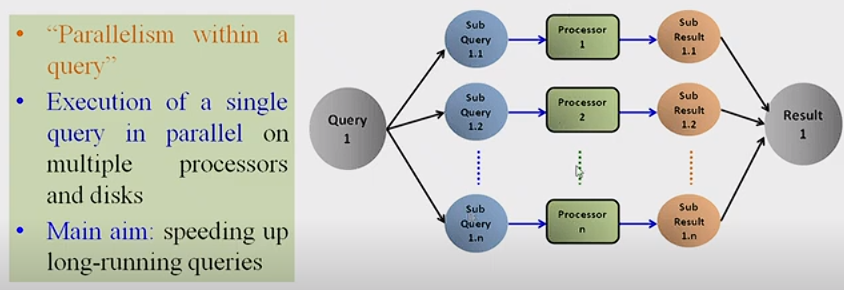 • “Parallelism within a
query”
• Execution of a single
query in parallel on
multiple processors
and disks
• Main aim: speeding up
long-running queries
Query
1
Sub
Query
1.1
Processor
1
Sub
Result
1.1
Sub
Query
1.2
Processor
2
Sub
Result
1.2
Sub
Query
1.n
Processor
n
Sub
Result
1.n
Result
1